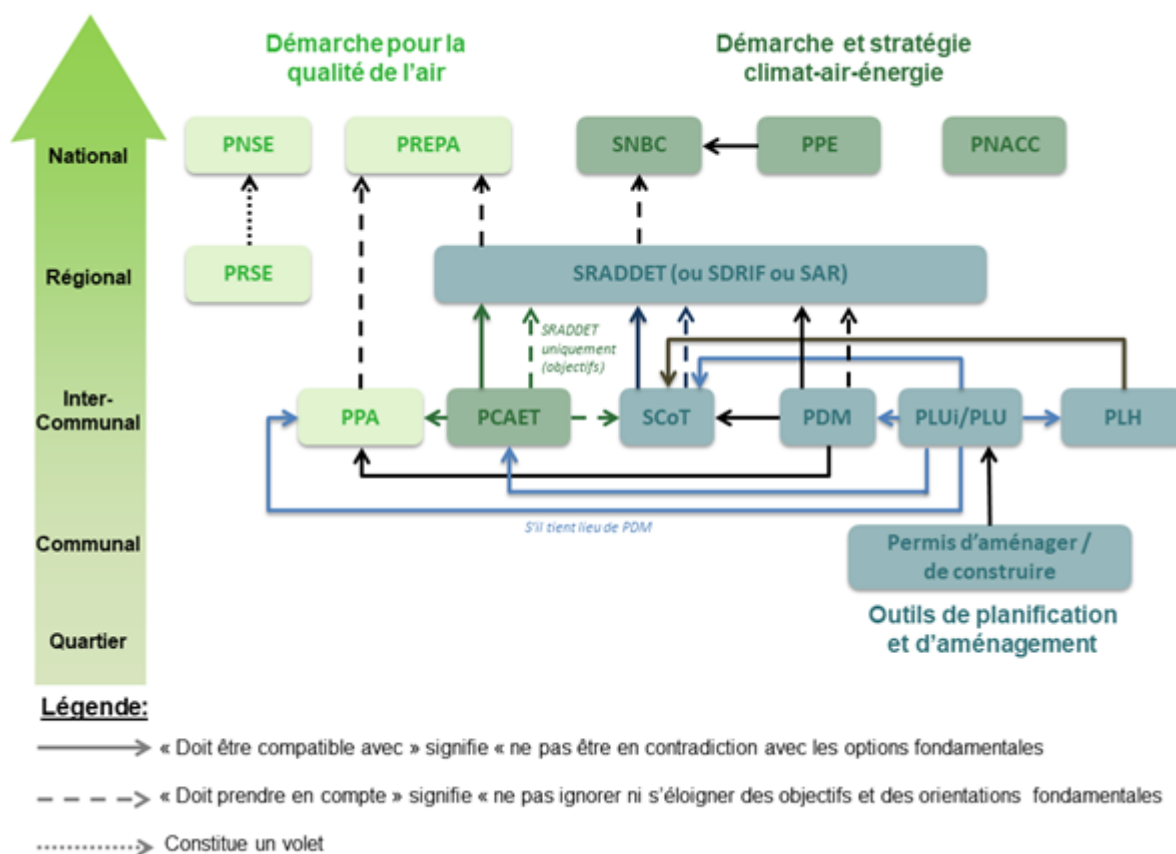 Démarche pour la
qualité de l'air
Démarche et stratégie
climat-air-énergie
National
PNSE
PREPA
SNBC
PPE
PNACC
Régional
PRSE
SRADDET (ou SDRIF ou SAR)
SRADDET
uniquement
(objectifs)
Inter-
Communal
PPA
PCAET
SCoT
PDM
PLUi/PLU
PLH
S'il tient lieu de PDM
Communal
Permis d'aménager /
de construire
Quartier
Outils de planification
et d'aménagement
Légende:
« Doit être compatible avec » signifie « ne pas être en contradiction avec les options fondamentales
« Doit prendre en compte » signifie « ne pas ignorer ni s'éloigner des objectifs et des orientations fondamentales
Constitue un volet